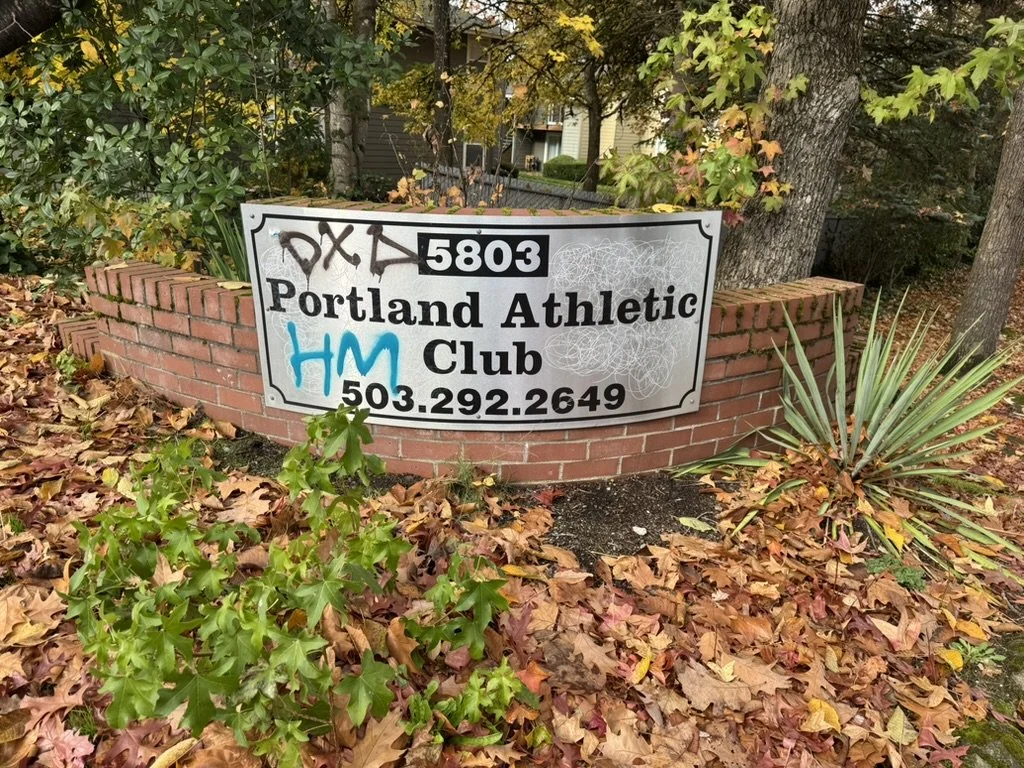 DXD 5803
Portland Athletic
HM Club
503.292.2649